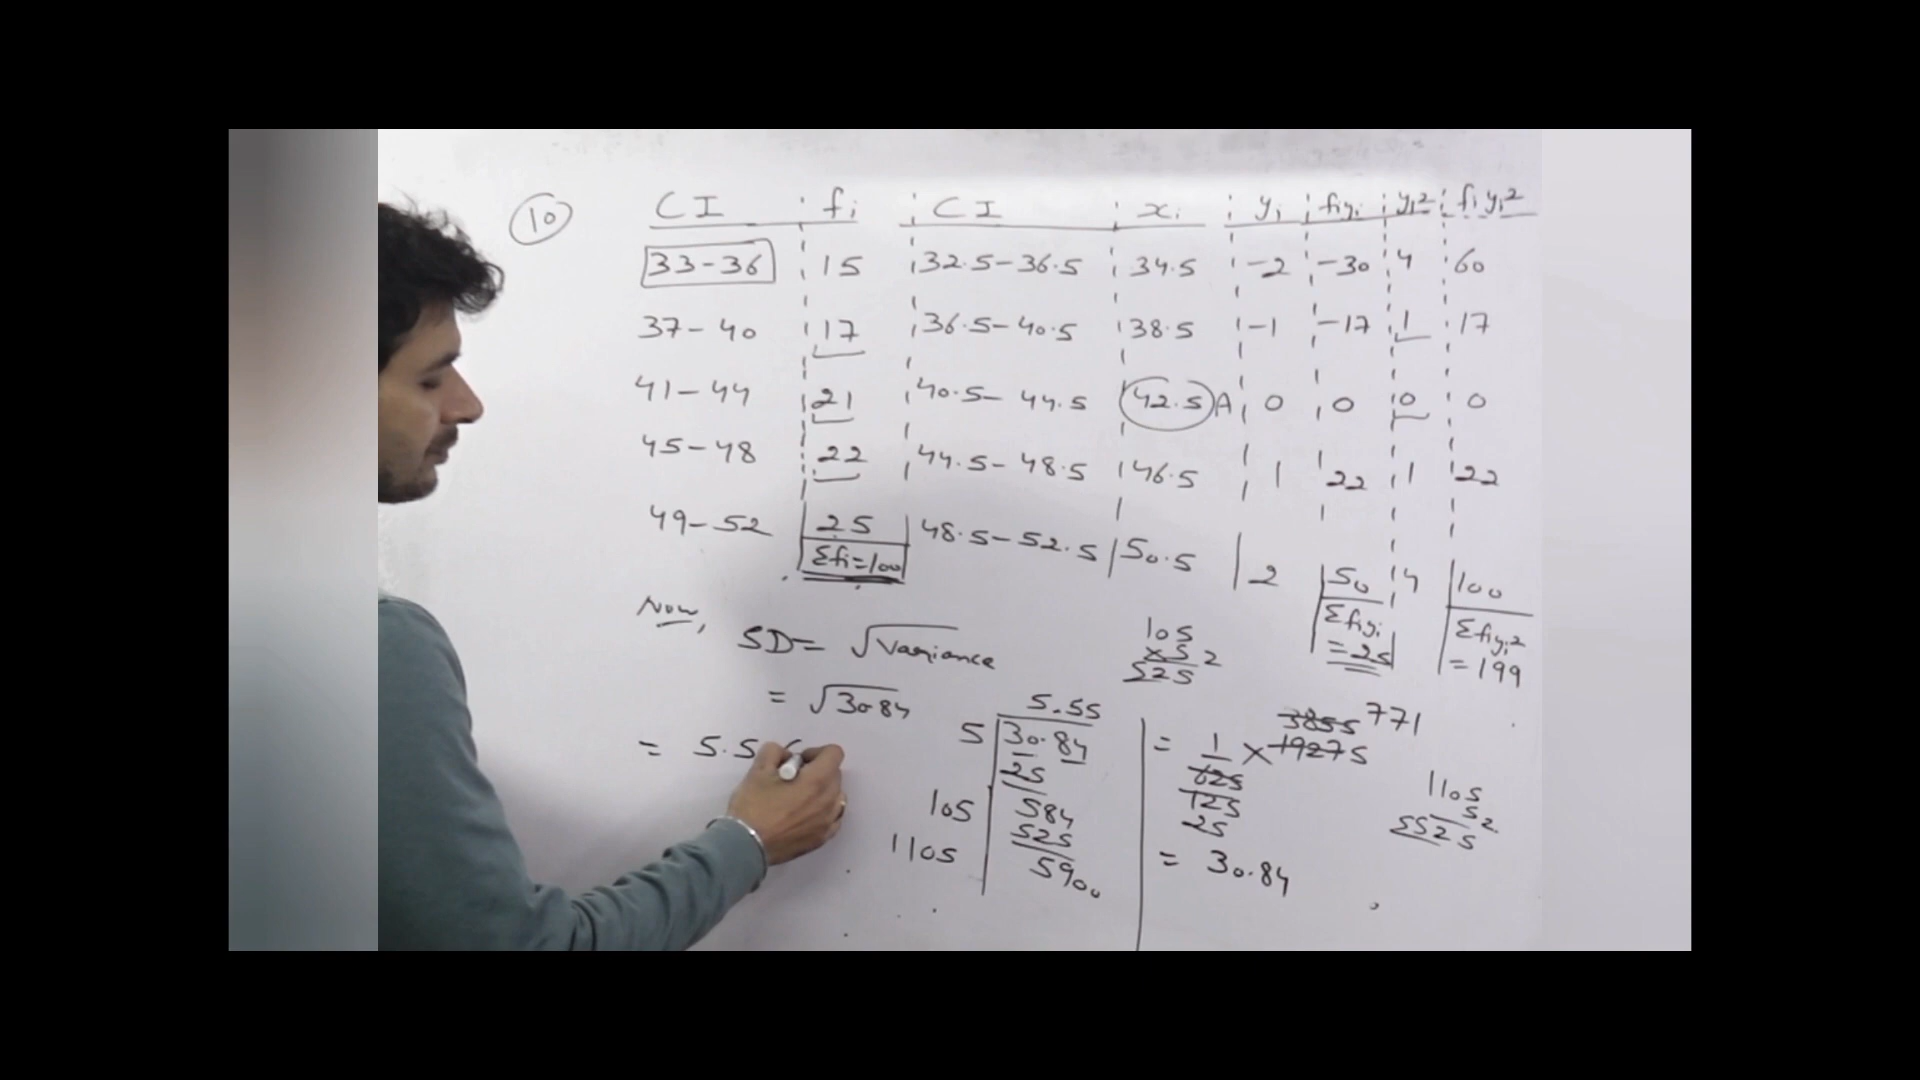 10
CI fi CI xi yi fiyi yi² fiyi²
33-36 15 32.5-36.5 34.5 -2 -30 4 60
37-40 17 36.5-40.5 38.5 -1 -17 1 17
41-44 21 40.5-44.5 42.5 A 0 0 0 0
45-48 22 44.5-48.5 46.5 1 22 1 22
49-52 25 48.5-52.5 50.5 2 50 4 100
Σfi=100
Σfiyi = 25
Σfiyi² = 199
Now,
SD = √Variance
= √30.84
= 5.5
105
×5 2
525
5.55
5 30.84
25
105 584
525
1105 5900
= 1/625 × 19275
3855 771
125
25
= 30.84
1105
5 2
5525